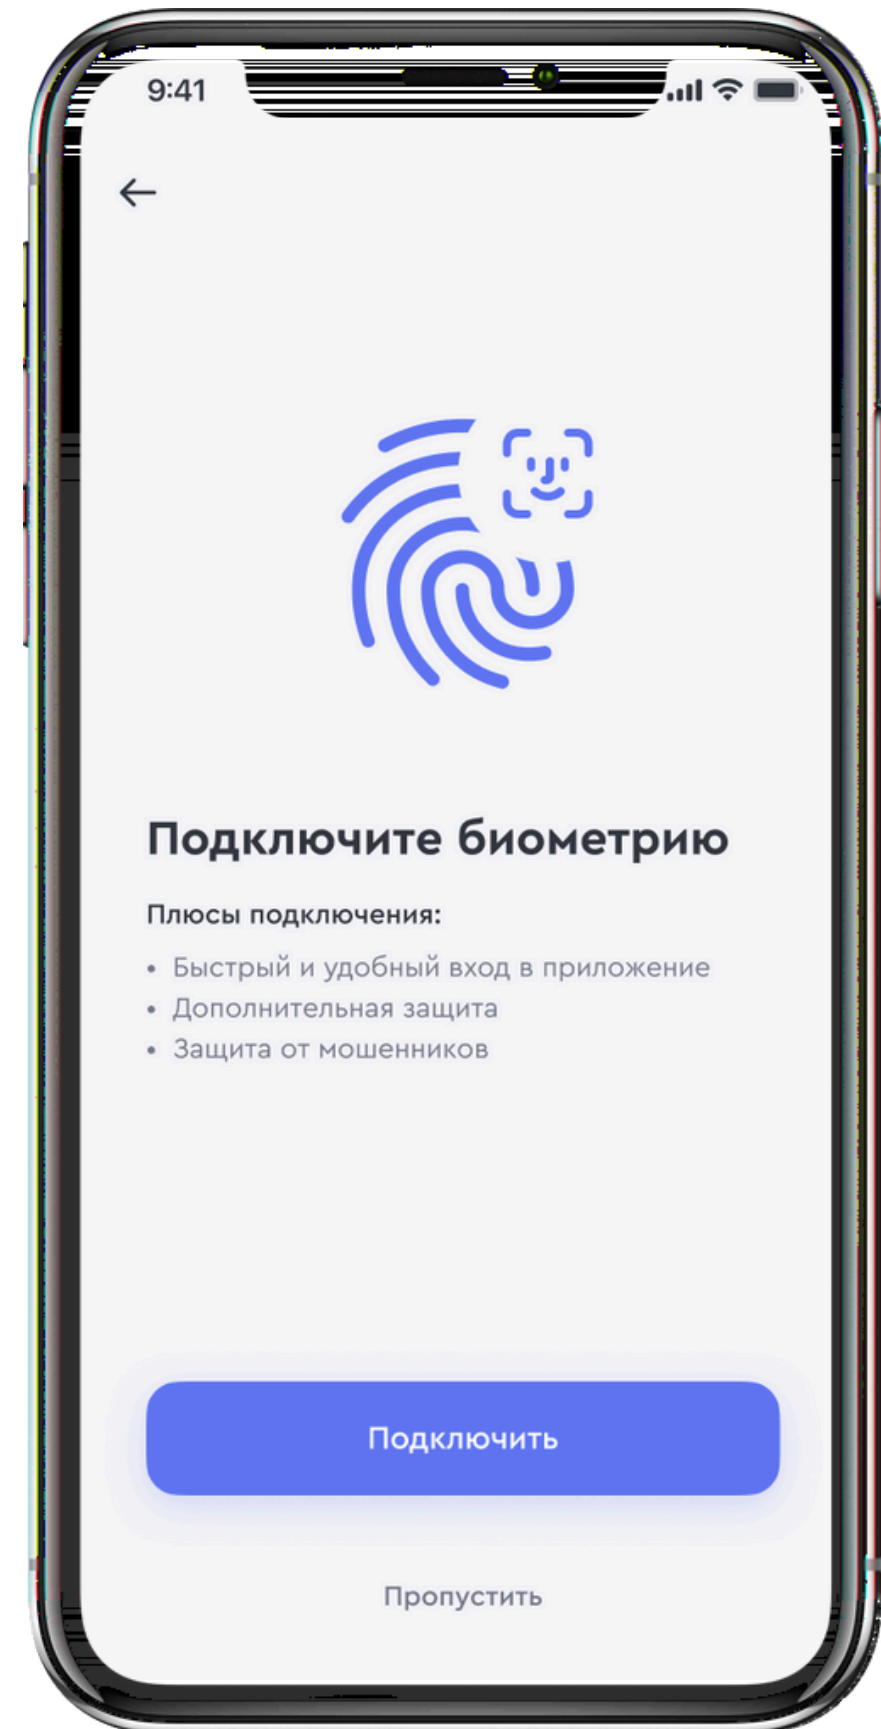 9:41
Подключите биометрию
Плюсы подключения:
• Быстрый и удобный вход в приложение
• Дополнительная защита
• Защита от мошенников
Подключить
Пропустить